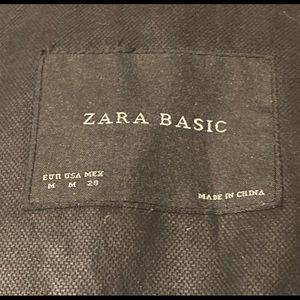 ZARA BASIC
EUR USA MEX
M M 28
MADE IN CHINA